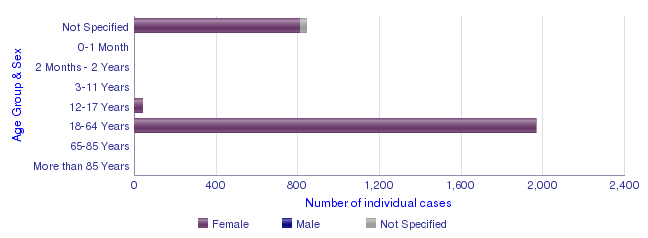 Age Group & Sex
Not Specified
0-1 Month
2 Months - 2 Years
3-11 Years
12-17 Years
18-64 Years
65-85 Years
More than 85 Years
0 400 800 1,200 1,600 2,000 2,400
Number of individual cases
Female Male Not Specified